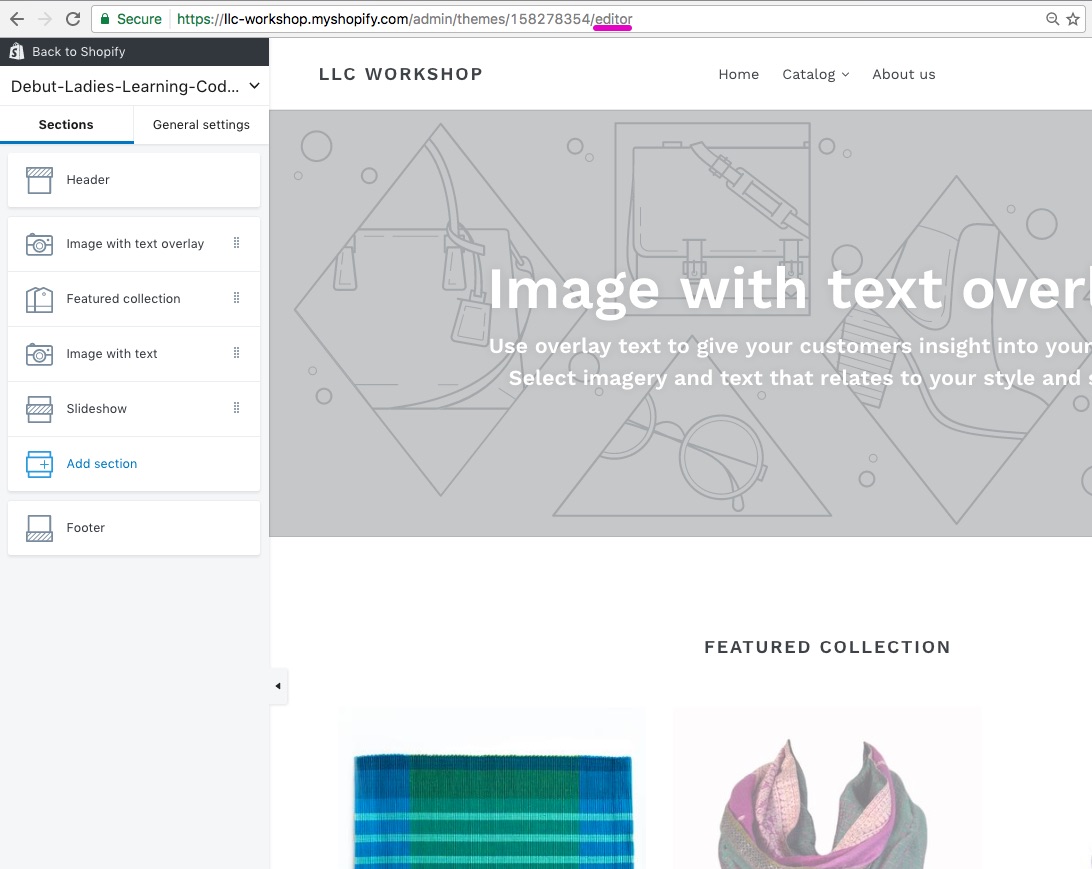 Secure https://llc-workshop.myshopify.com/admin/themes/158278354/editor
Back to Shopify
Debut-Ladies-Learning-Cod...
Sections General settings
Header
Image with text overlay
Featured collection
Image with text
Slideshow
Add section
Footer
LLC WORKSHOP Home Catalog About us
Image with text overl
Use overlay text to give your customers insight into your
Select imagery and text that relates to your style and s
FEATURED COLLECTION